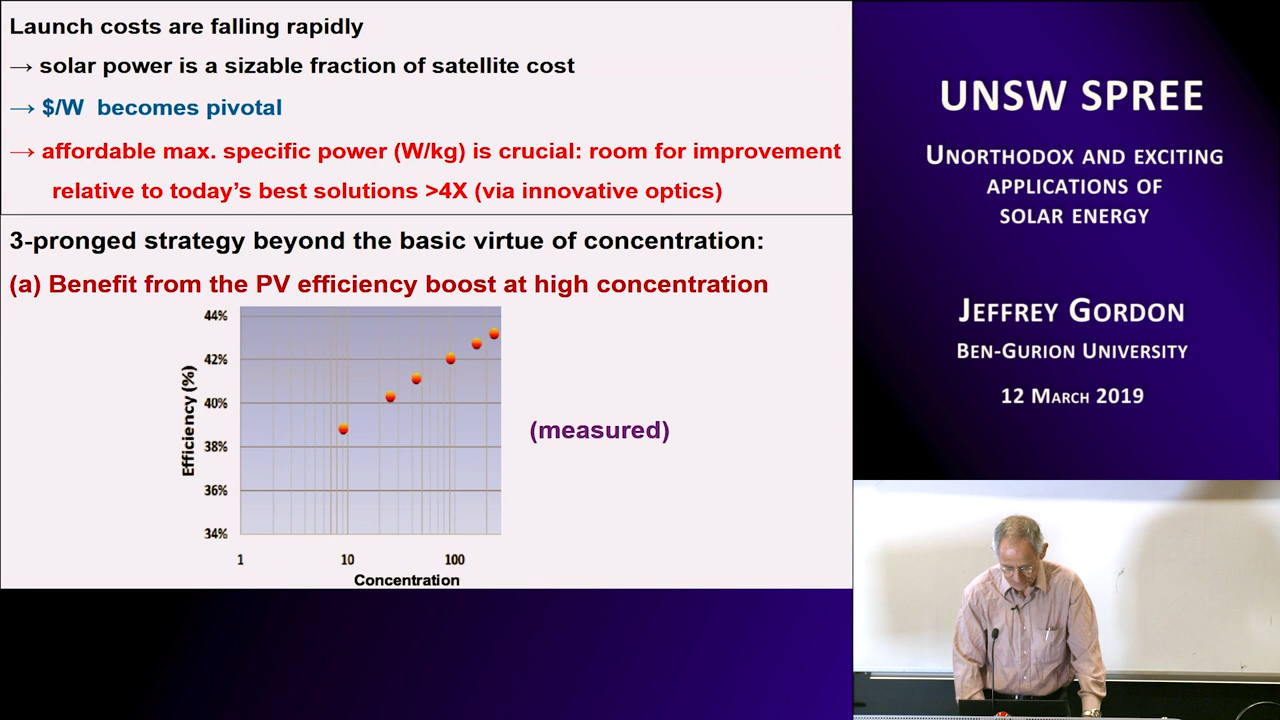 Launch costs are falling rapidly
→ solar power is a sizable fraction of satellite cost
→ $/W becomes pivotal
→ affordable max. specific power (W/kg) is crucial: room for improvement
relative to today's best solutions >4X (via innovative optics)
3-pronged strategy beyond the basic virtue of concentration:
(a) Benefit from the PV efficiency boost at high concentration
44%
42%
40%
38%
36%
34%
Efficiency (%)
1 10 100
Concentration
(measured)
UNSW SPREE
Unorthodox and exciting
applications of
solar energy
Jeffrey Gordon
Ben-Gurion University
12 March 2019